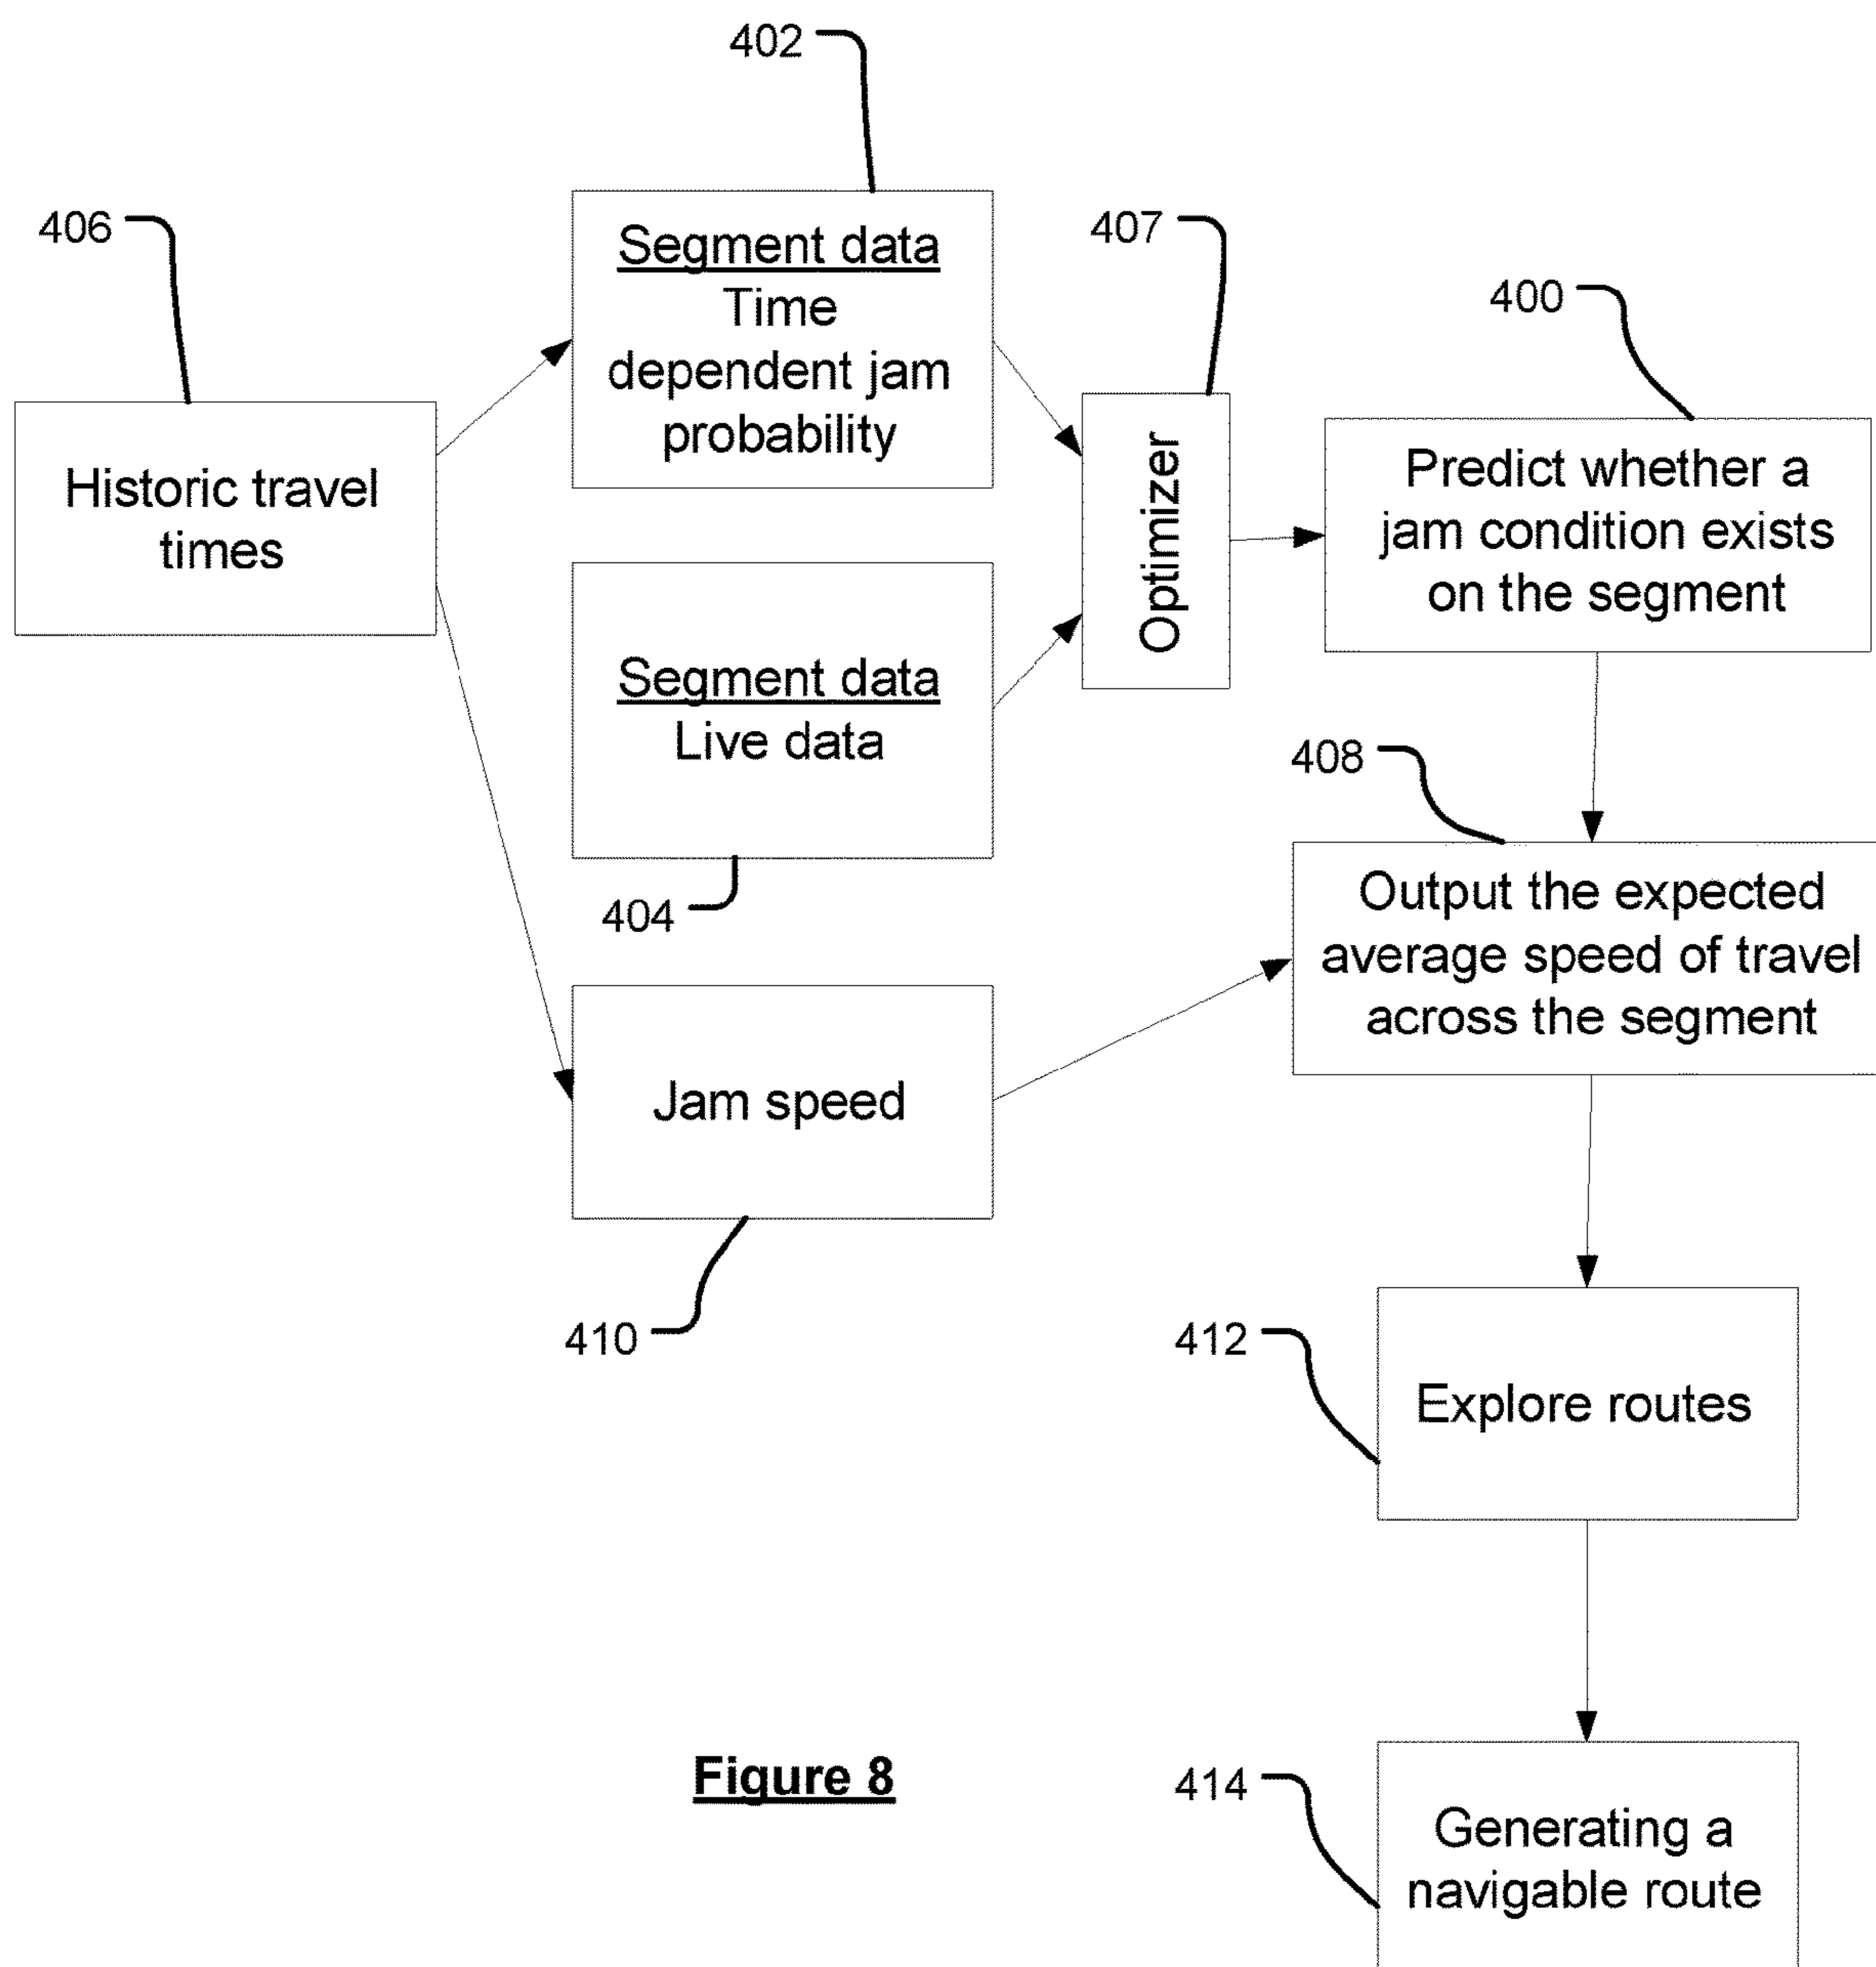 402
406
Segment data
Time
dependent jam
probability
407
400
Historic travel
times
Optimizer
Predict whether a
jam condition exists
on the segment
Segment data
Live data
404
408
Output the expected
average speed of travel
across the segment
Jam speed
410
412
Explore routes
Figure 8
414
Generating a
navigable route